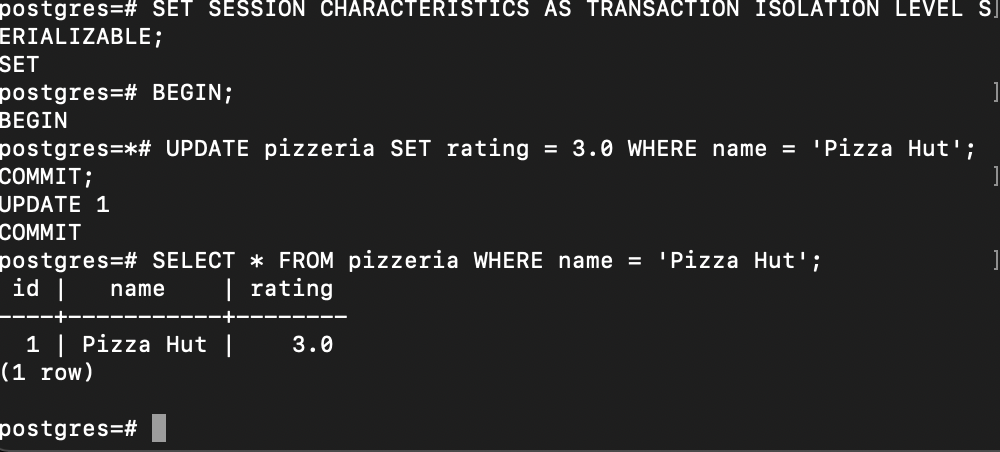 postgres=# SET SESSION CHARACTERISTICS AS TRANSACTION ISOLATION LEVEL S]
ERIALIZABLE;
SET
postgres=# BEGIN; ]
BEGIN
postgres=*# UPDATE pizzeria SET rating = 3.0 WHERE name = 'Pizza Hut';
COMMIT; ]
UPDATE 1
COMMIT
postgres=# SELECT * FROM pizzeria WHERE name = 'Pizza Hut'; ]
 id |   name    | rating
----+-----------+--------
  1 | Pizza Hut |    3.0
(1 row)
postgres=#